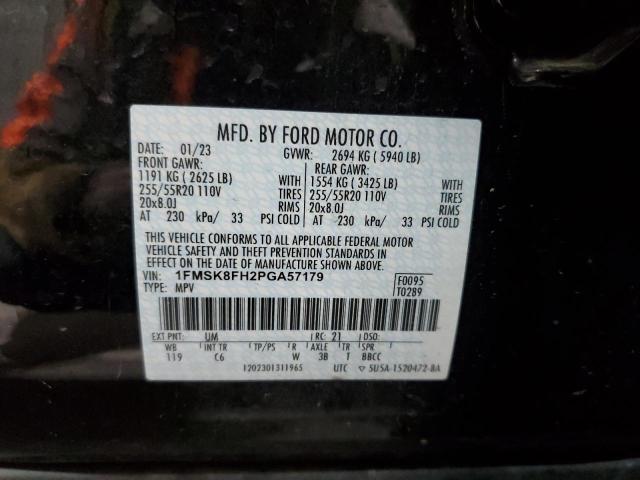 MFD. BY FORD MOTOR CO.
DATE: 01/23 GVWR: 2694 KG ( 5940 LB)
FRONT GAWR: REAR GAWR:
1191 KG ( 2625 LB) WITH 1554 KG ( 3425 LB) WITH
255/55R20 110V TIRES 255/55R20 110V TIRES
20x8.0J RIMS 20x8.0J RIMS
AT 230 kPa/ 33 PSI COLD AT 230 kPa/ 33 PSI COLD
THIS VEHICLE CONFORMS TO ALL APPLICABLE FEDERAL MOTOR
VEHICLE SAFETY AND THEFT PREVENTION STANDARDS IN
EFFECT ON THE DATE OF MANUFACTURE SHOWN ABOVE.
VIN: 1FMSK8FH2PGA57179 F0095
TYPE: MPV T0289
EXT PNT: UM RC: 21 DSO:
WB INT TR TP/PS R AXLE TR SPR
119 C6 W 3B T BBCC
1202301311965 UTC ▽ 5U5A-1520472-BA